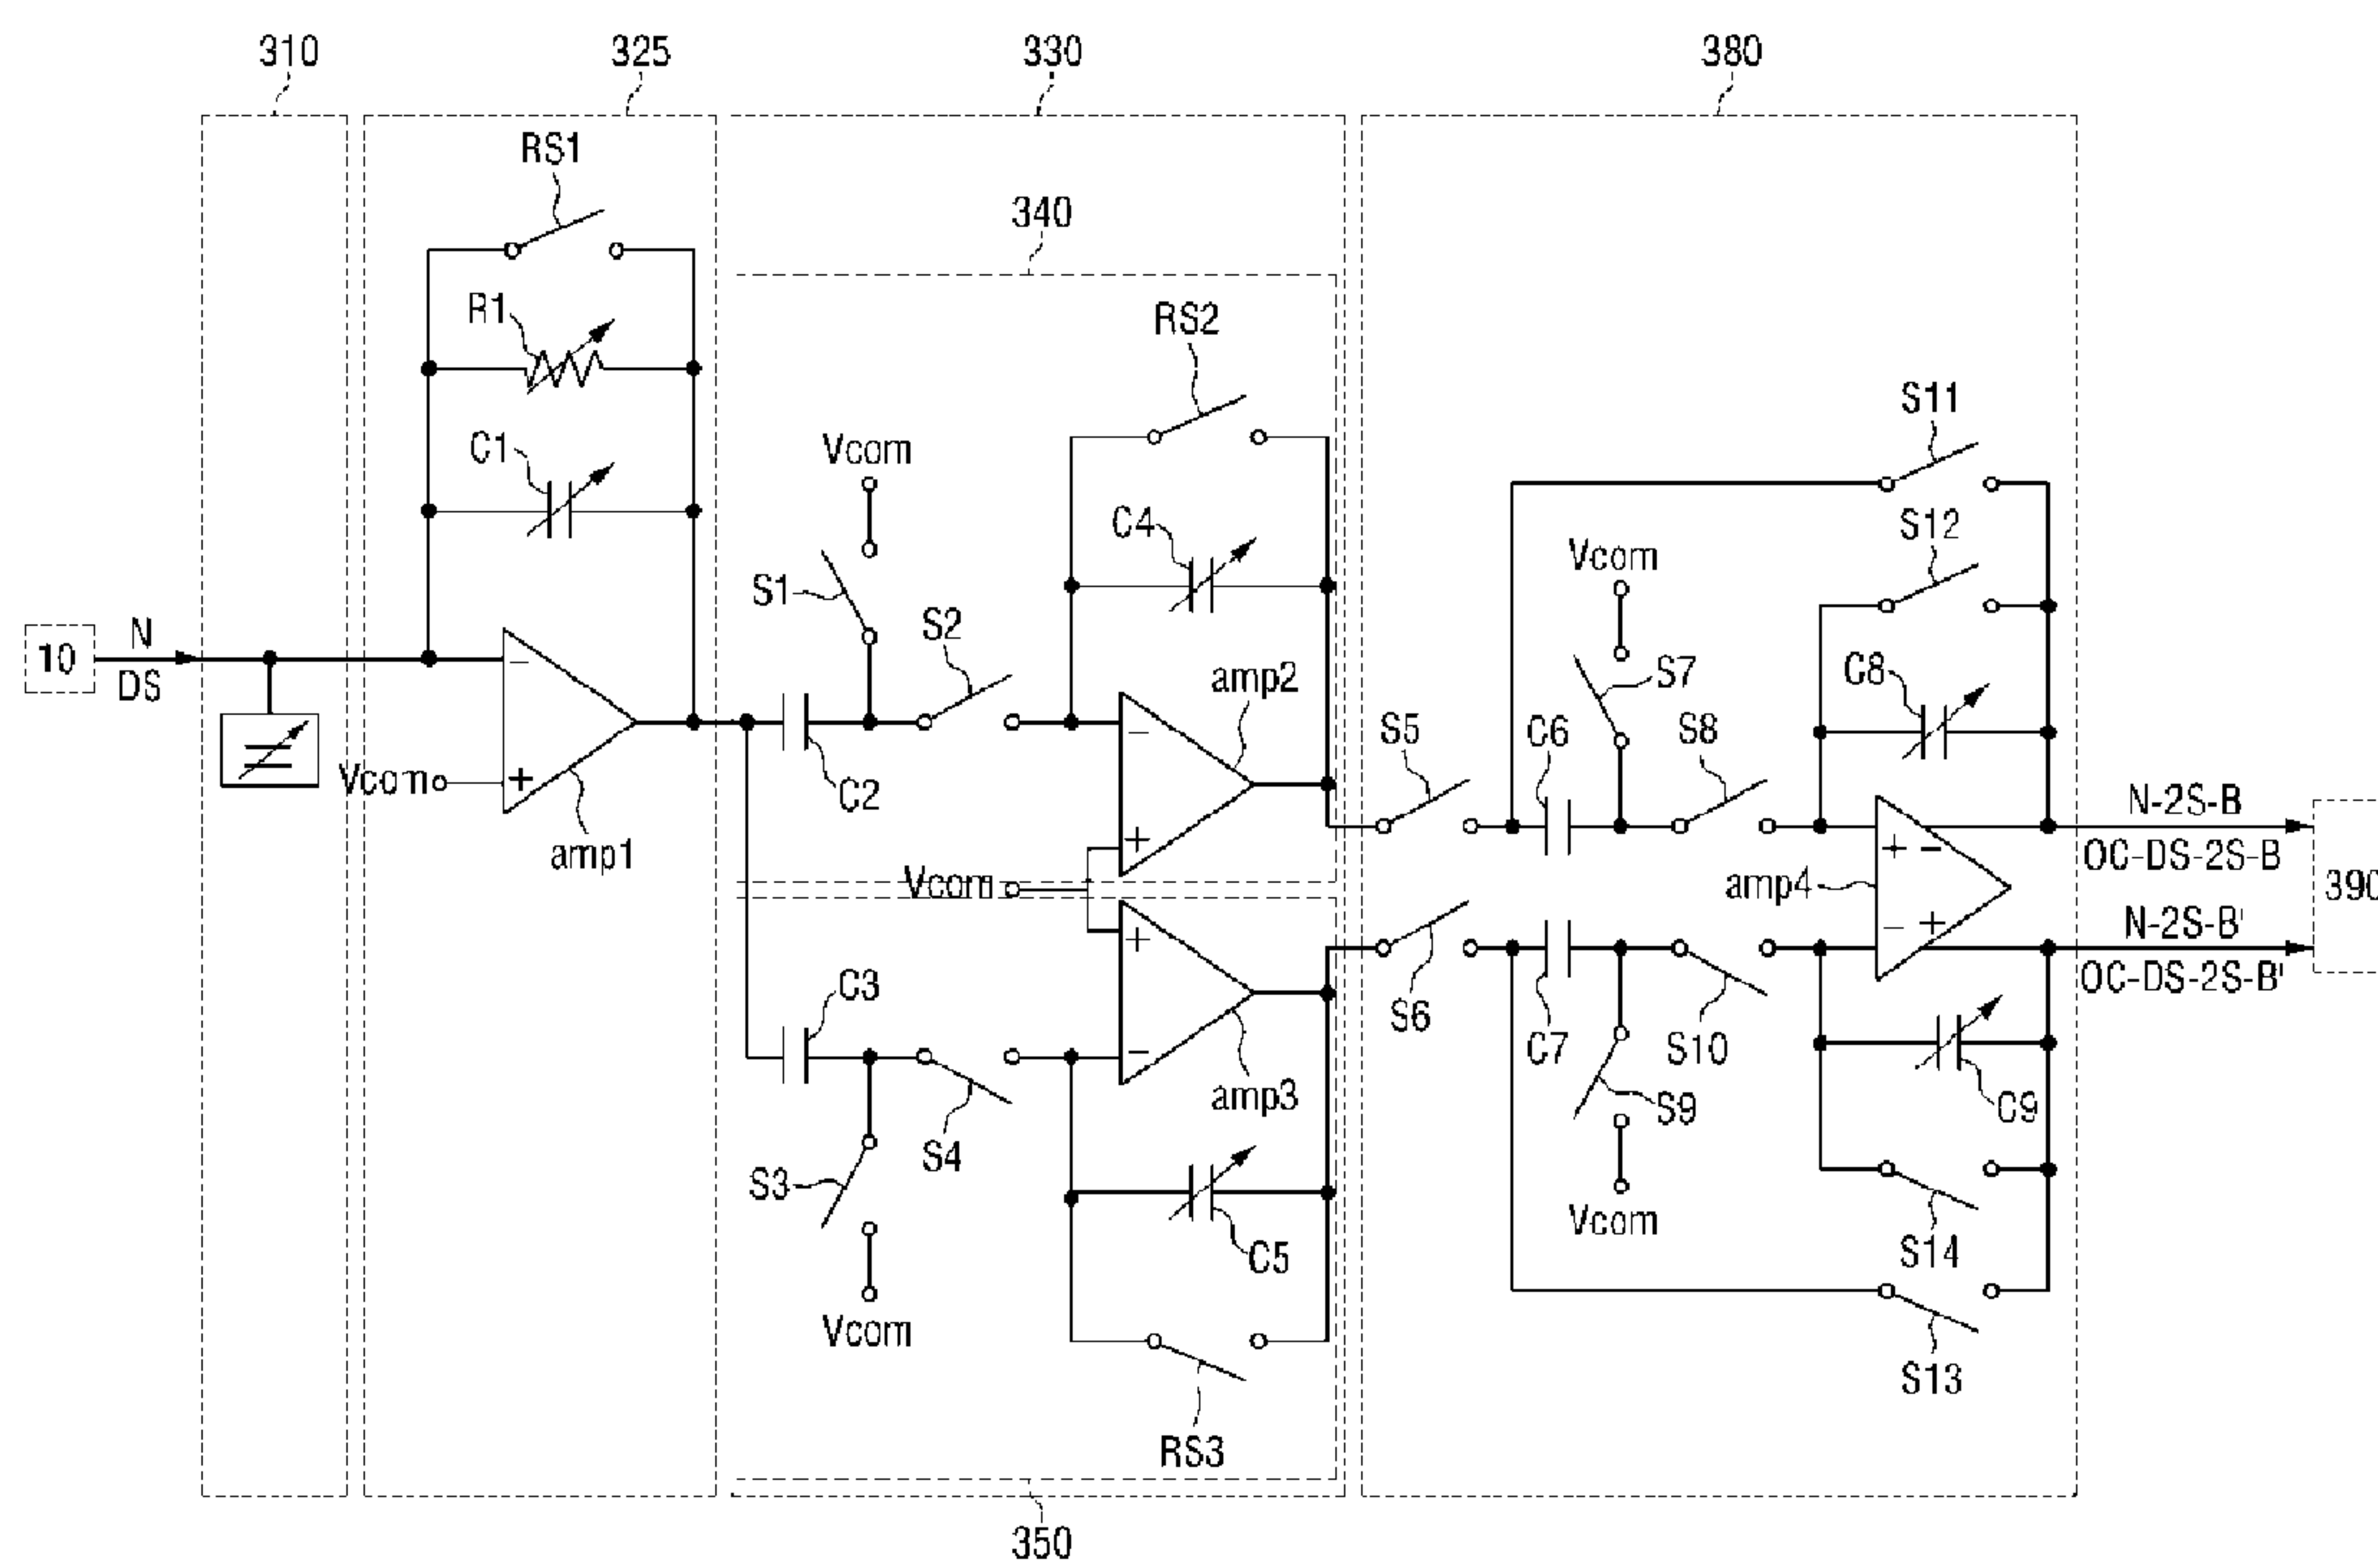 310
325
330
380
RS1
340
R1
RS2
S11
C1
Vcom
C4
S12
Vcom
S1
S2
N
10
DS
amp2
S7
C8
S5
C6
S8
Vcom
+
−
C2
amp1
−
+
Vcom
N-2S-B
OC-DS-2S-B
+ −
amp4
390
− +
N-2S-B'
OC-DS-2S-B'
+
−
C3
S6
C7
S10
amp3
S9
C9
S4
S3
Vcom
C5
S14
Vcom
S13
RS3
350